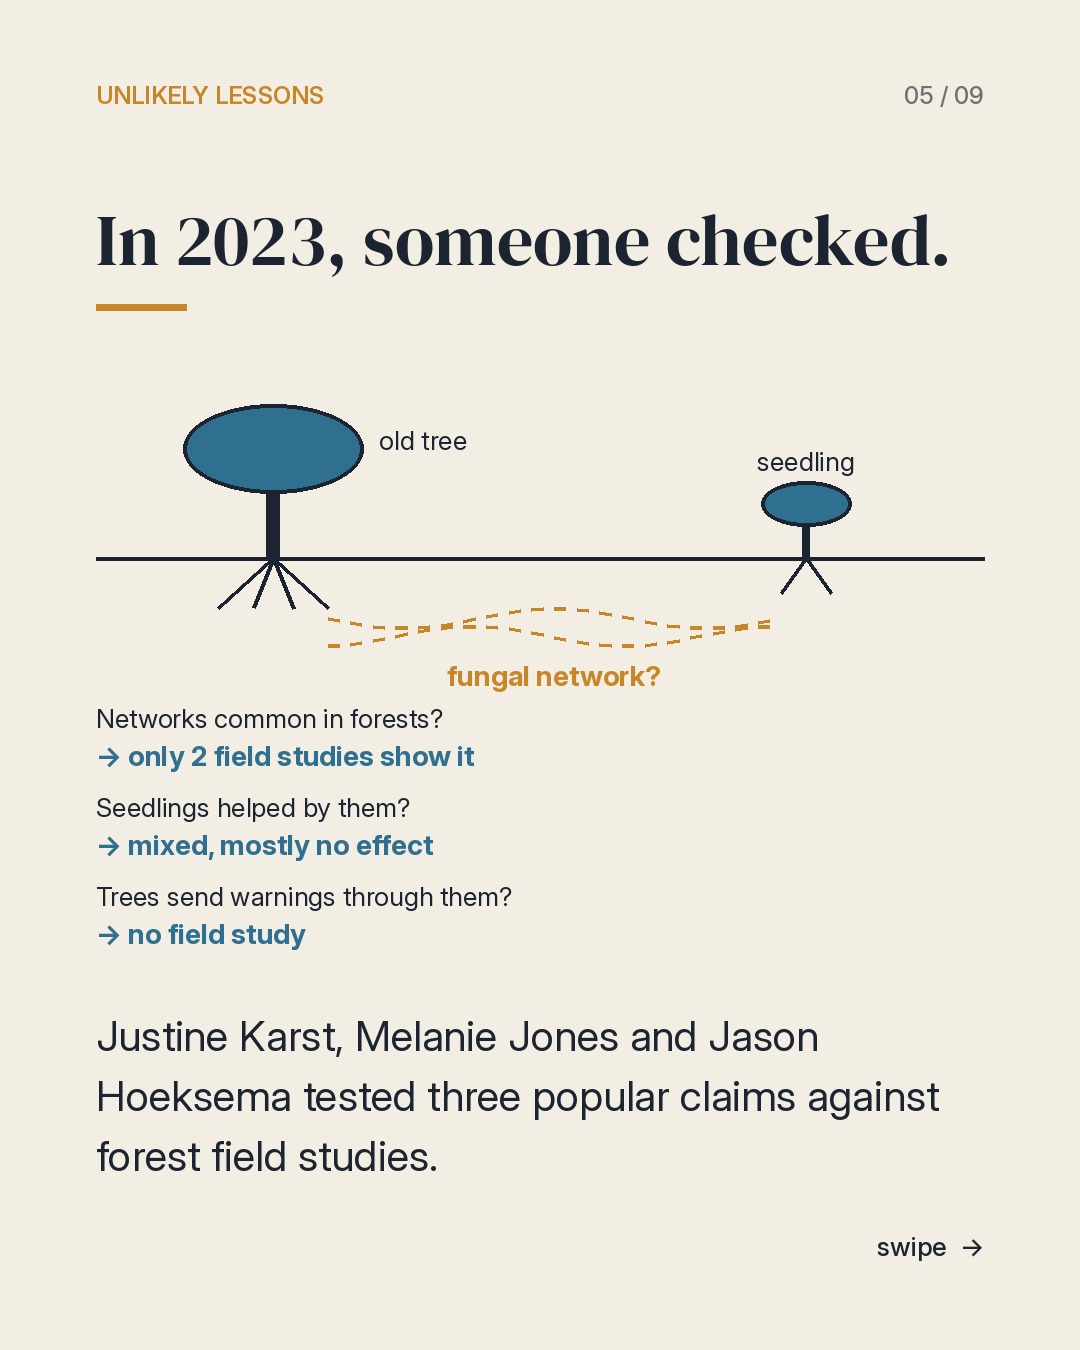 UNLIKELY LESSONS
05 / 09
In 2023, someone checked.
old tree
seedling
fungal network?
Networks common in forests?
→ only 2 field studies show it
Seedlings helped by them?
→ mixed, mostly no effect
Trees send warnings through them?
→ no field study
Justine Karst, Melanie Jones and Jason
Hoeksema tested three popular claims against
forest field studies.
swipe →